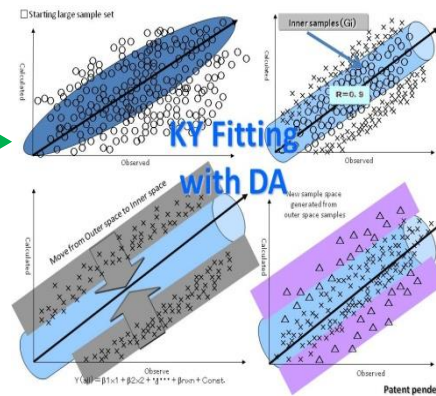 □Starting large sample set
Calculated
Observed
Inner samples(Gi)
R=0.9
Calculated
Observed
KY Fitting
with DA
Move from Outer space to Inner space
Calculated
Observe
New sample space
generated from
outer space samples
Calculated
Observed
Patent pende